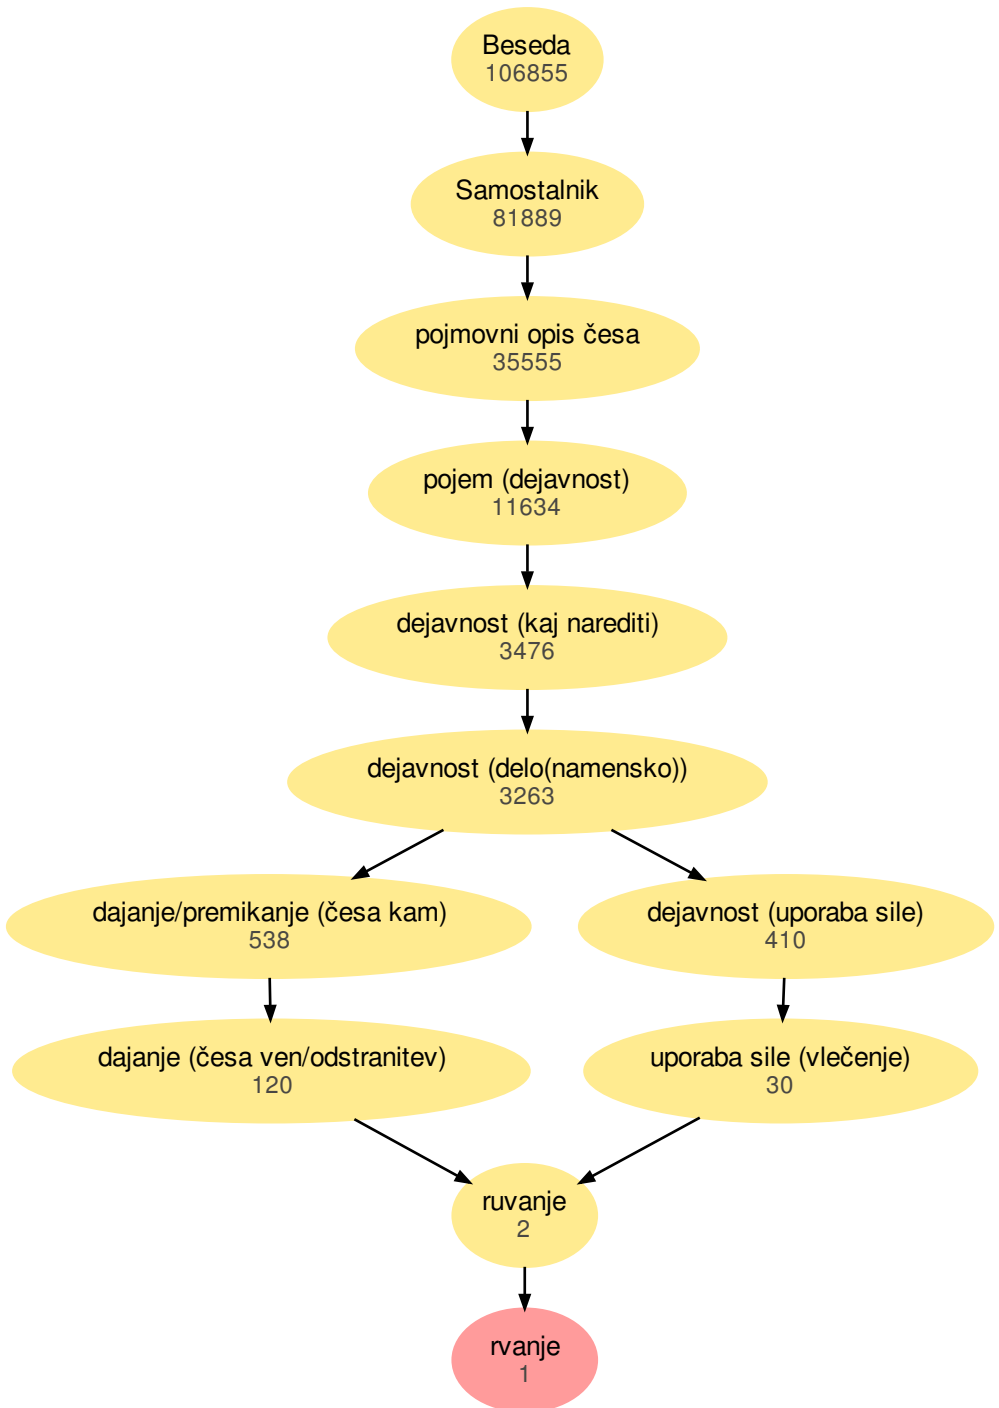 Beseda
106855
Samostalnik
81889
pojmovni opis česa
35555
pojem (dejavnost)
11634
dejavnost (kaj narediti)
3476
dejavnost (delo(namensko))
3263
dajanje/premikanje (česa kam)
538
dejavnost (uporaba sile)
410
dajanje (česa ven/odstranitev)
120
uporaba sile (vlečenje)
30
ruvanje
2
rvanje
1